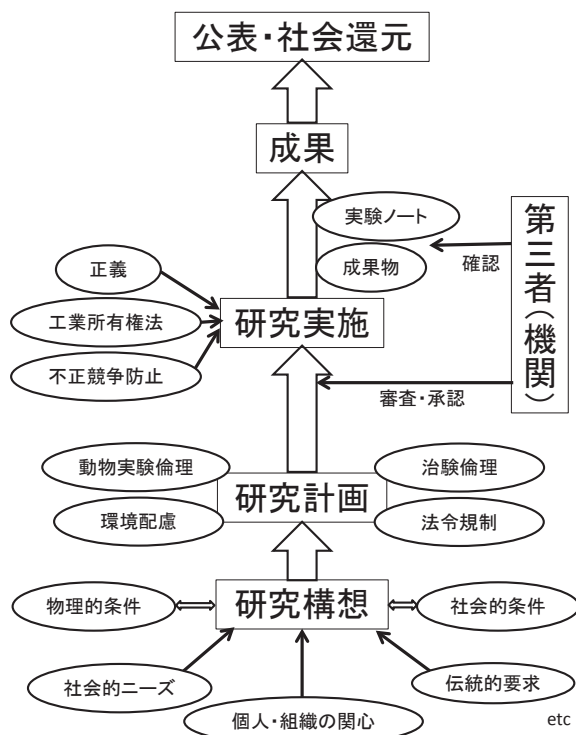 公表・社会還元
成果
実験ノート
成果物
第三者(機関)
確認
正義
工業所有権法
不正競争防止
研究実施
審査・承認
動物実験倫理
治験倫理
研究計画
環境配慮
法令規制
物理的条件
研究構想
社会的条件
社会的ニーズ
個人・組織の関心
伝統的要求
etc